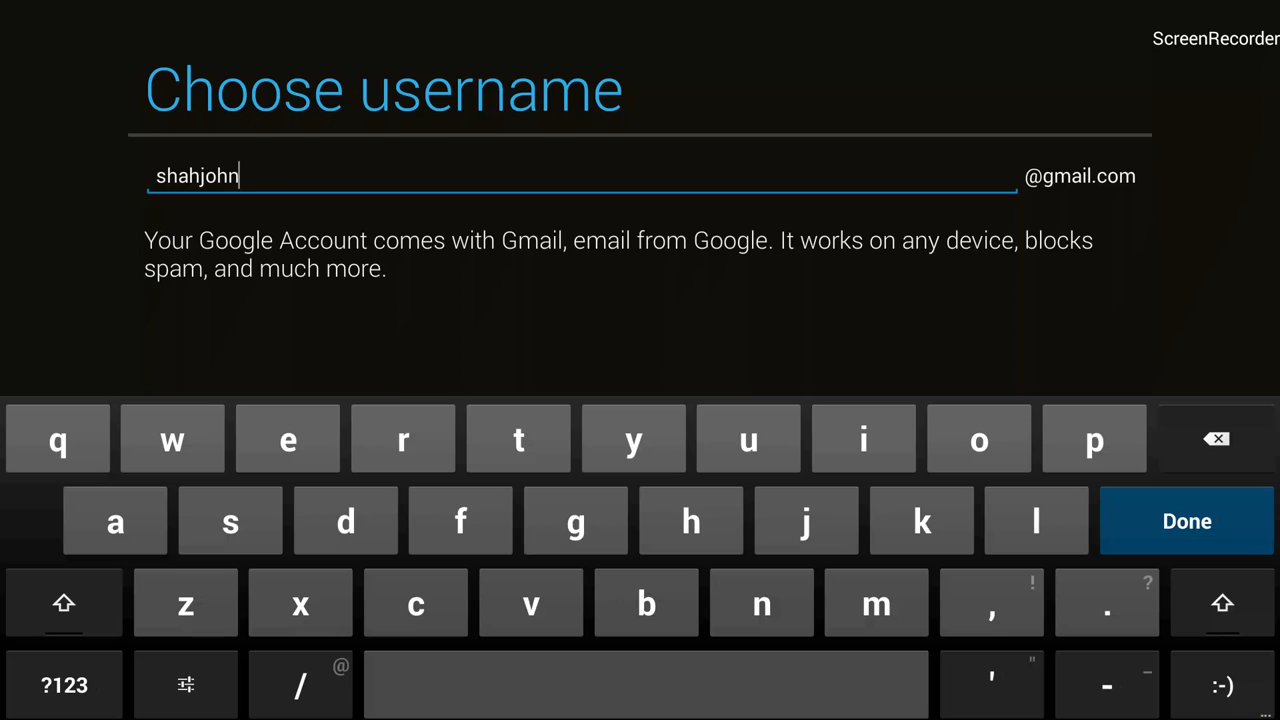 ScreenRecorder
Choose username
shahjohn @gmail.com
Your Google Account comes with Gmail, email from Google. It works on any device, blocks
spam, and much more.
q w e r t y u i o p
a s d f g h j k l Done
z x c v b n m , ! . ?
?123 / @ ' " - _ :-) ...